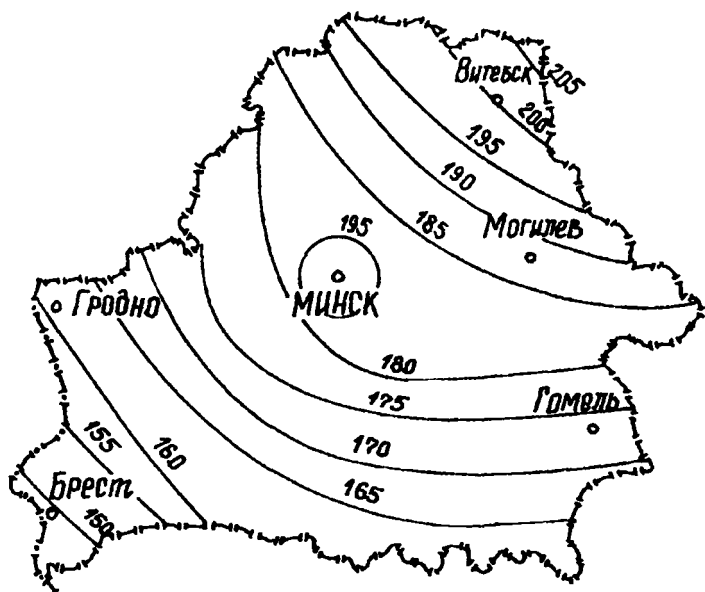 Витебск
205
200
195
190
185
Могилев
195
МИНСК
Гродно
180
175
Гомель
170
165
160
155
Брест
150